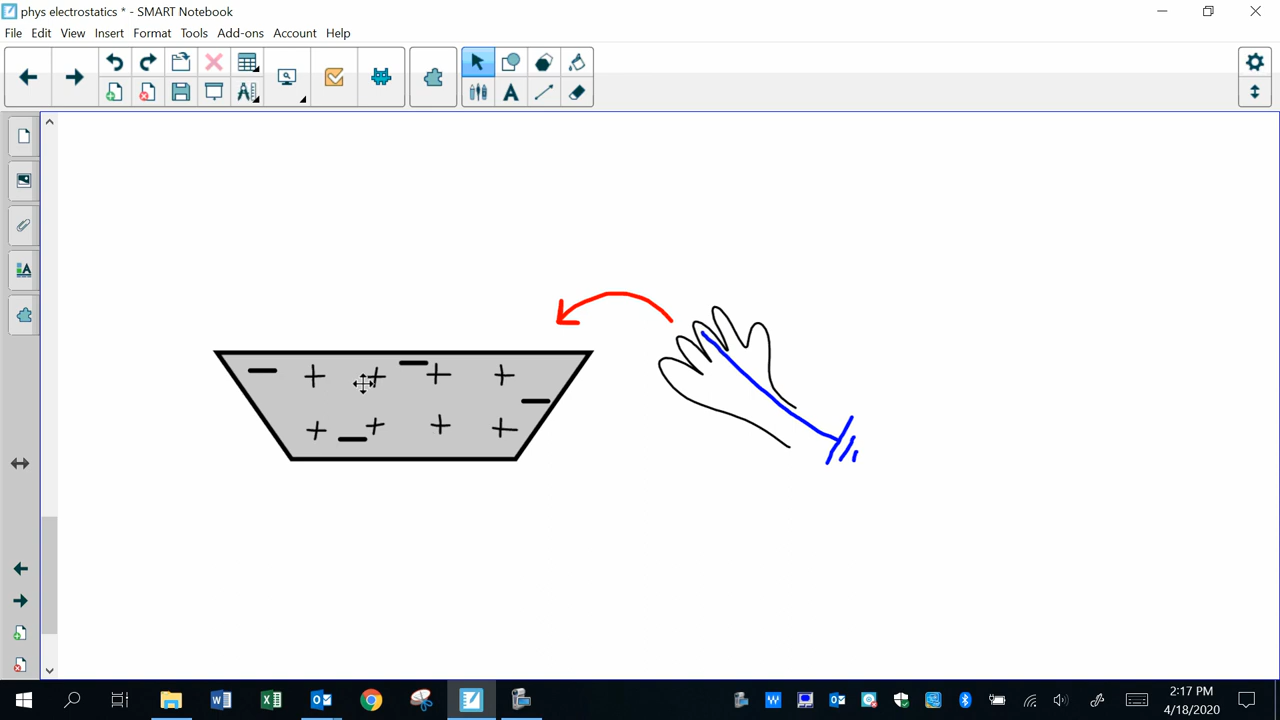 phys electrostatics * - SMART Notebook
File Edit View Insert Format Tools Add-ons Account Help
− + + − + +
−
+ − + + +
2:17 PM
4/18/2020